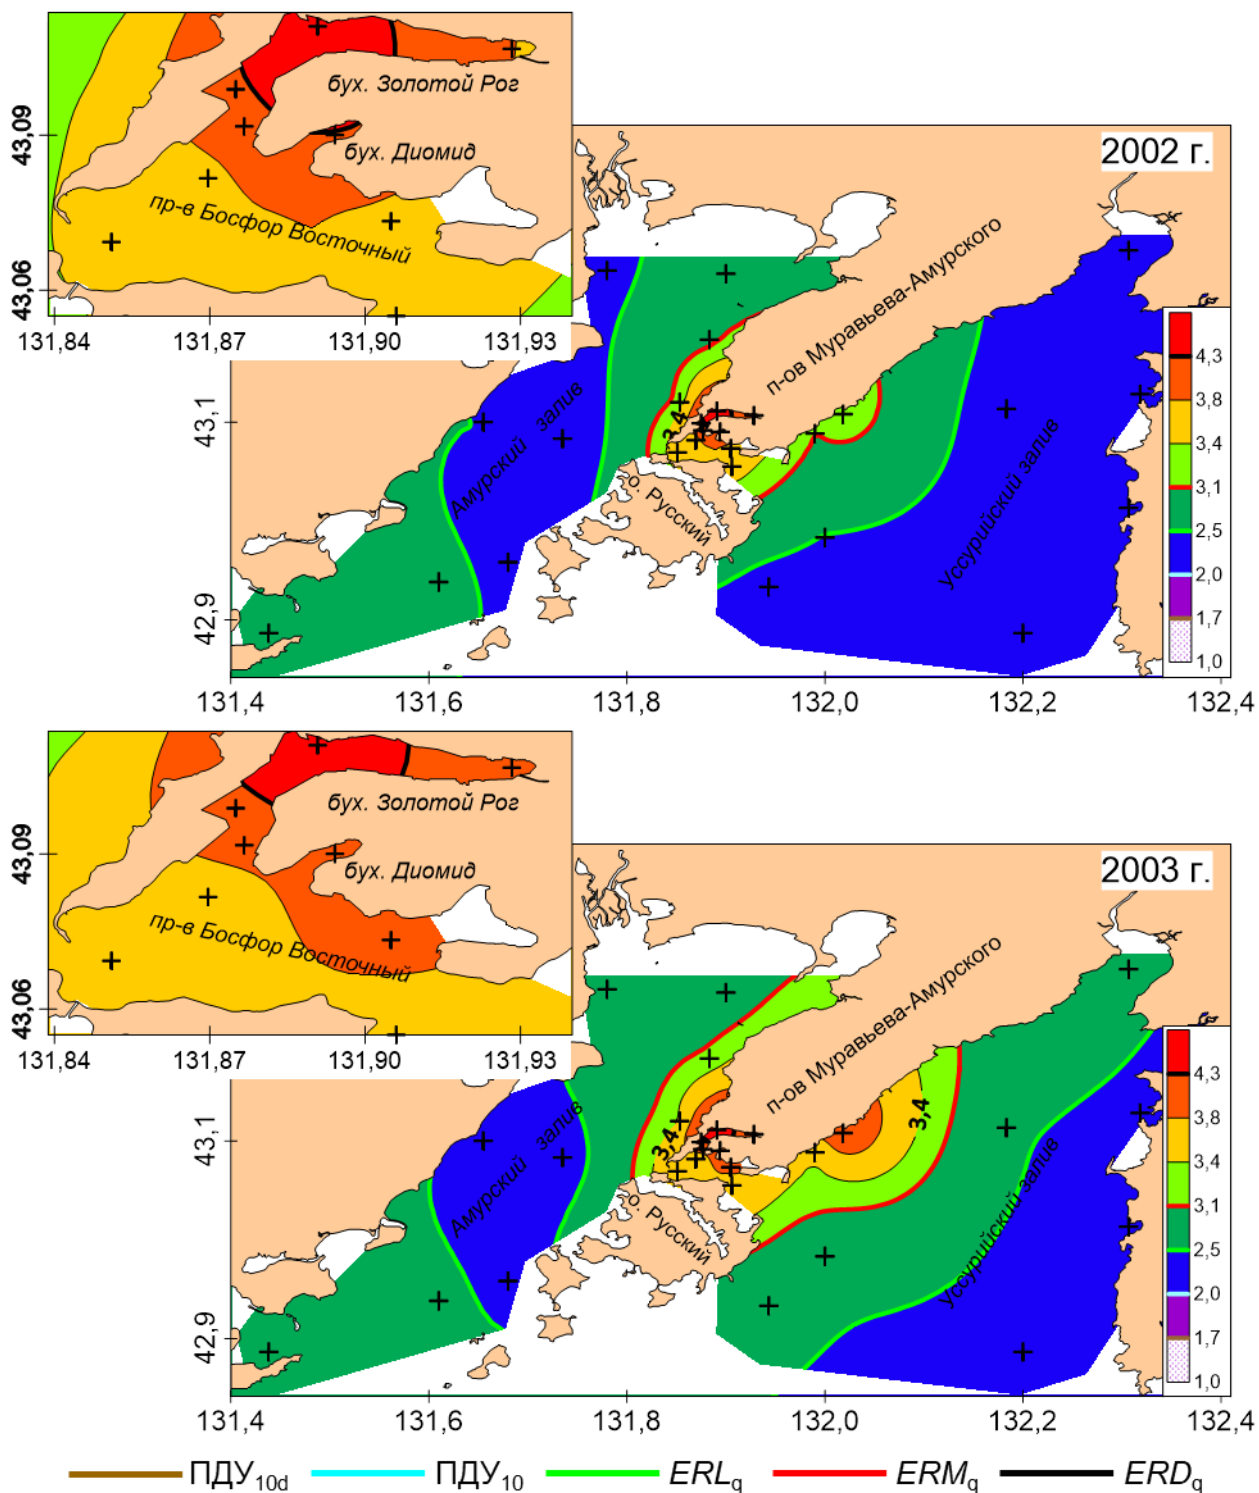 бух. Золотой Рог
43,09
бух. Диомид
2002 г.
пр-в Босфор Восточный
43,06
131,84
131,87
131,90
131,93
п-ов Муравьева-Амурского
4,3
3,8
3,4
3,1
2,5
2,0
1,7
1,0
43,1
3,4
Амурский залив
о. Русский
Уссурийский залив
42,9
131,4
131,6
131,8
132,0
132,2
132,4
бух. Золотой Рог
43,09
бух. Диомид
2003 г.
пр-в Босфор Восточный
43,06
131,84
131,87
131,90
131,93
п-ов Муравьева-Амурского
4,3
3,8
3,4
3,1
2,5
2,0
1,7
1,0
43,1
3,4
3,4
Амурский залив
о. Русский
Уссурийский залив
42,9
131,4
131,6
131,8
132,0
132,2
132,4
ПДУ10d
ПДУ10
ERLq
ERMq
ERDq